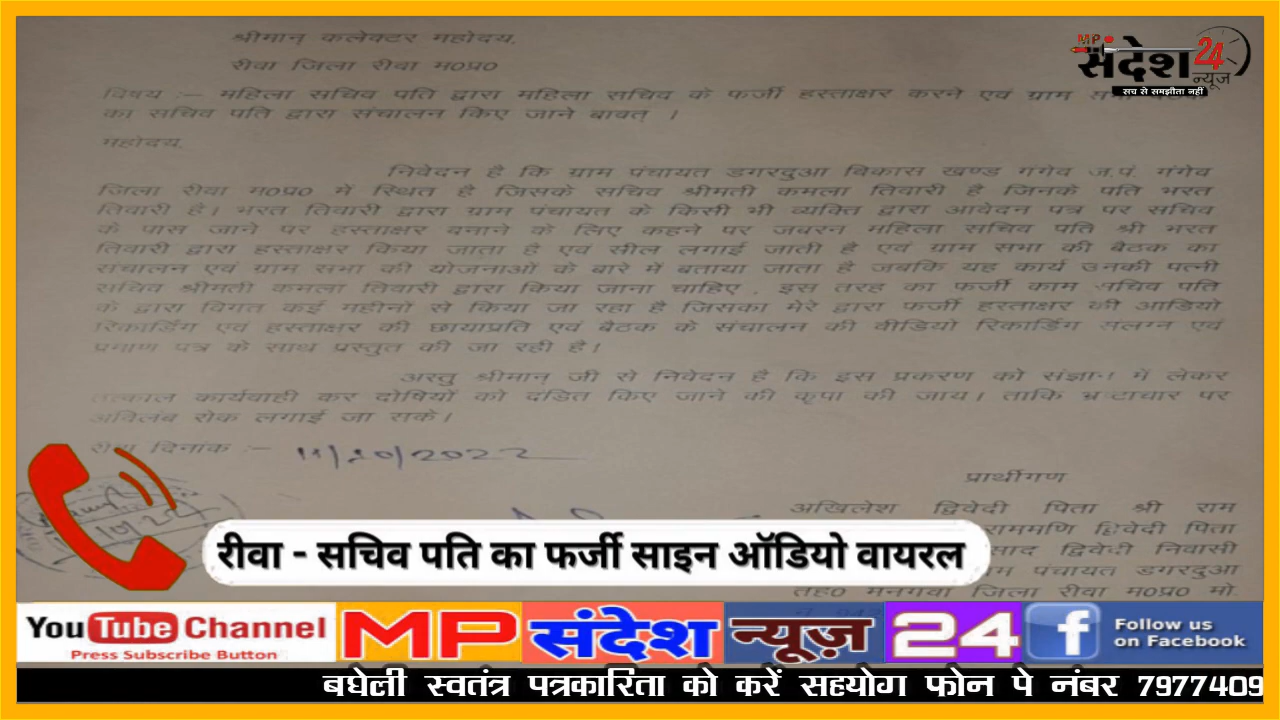 श्रीमान् कलेक्टर महोदय,
रीवा जिला रीवा म०प्र०
MP
संदेश 24
न्यूज़
सच से समझौता नहीं
विषय :– महिला सचिव पति द्वारा महिला सचिव के फर्जी हस्ताक्षर करने एवं ग्राम
का सचिव पति द्वारा संचालन किए जाने बावत् ।
महोदय,
निवेदन है कि ग्राम पंचायत डगरदुआ विकास खण्ड गंगेव ज.पं. गंगेव
जिला रीवा म०प्र० में स्थित है जिसके सचिव श्रीमती कमला तिवारी है जिनके पति भरत
तिवारी है। भरत तिवारी द्वारा ग्राम पंचायत के किसी भी व्यक्ति द्वारा आवेदन पत्र पर सचिव
के पास जाने पर हस्ताक्षर बनाने के लिए कहने पर जबरन महिला सचिव पति श्री भरत
तिवारी द्वारा हस्ताक्षर किया जाता है एवं सील लगाई जाती है एवं ग्राम सभा की बैठक का
संचालन एवं ग्राम सभा की योजनाओं के बारे में बताया जाता है जबकि यह कार्य उनकी पत्नी
सचिव श्रीमती कमला तिवारी द्वारा किया जाना चाहिए . इस तरह का फर्जी काम सचिव पति
के द्वारा विगत कई महीनों से किया जा रहा है जिसका मेरे द्वारा फर्जी हस्ताक्षर की आडियो
रिकार्डिंग एवं हस्ताक्षर की छायाप्रति एवं बैठक के संचालन की वीडियो रिकार्डिंग संलग्न एवं
प्रमाण पत्र के साथ प्रस्तुत की जा रही है।
अस्तु श्रीमान् जी से निवेदन है कि इस प्रकरण को संज्ञान में लेकर
तत्काल कार्यवाही कर दोषियों को दंडित किए जाने की कृपा की जाय। ताकि भ्रष्टाचार पर
अविलंब रोक लगाई जा सके।
रीवा दिनांक :– 11/10/2022
प्रार्थीगण
अखिलेश द्विवेदी पिता श्री राम
राममणि द्विवेदी पिता
द्विवेदी निवासी
पंचायत डगरदुआ
तह० मनगवा जिला रीवा म०प्र० मो.
रीवा - सचिव पति का फर्जी साइन ऑडियो वायरल
YouTube Channel
Press Subscribe Button
MP संदेश न्यूज़ 24
f
Follow us
on Facebook
बघेली स्वतंत्र पत्रकारिता को करें सहयोग फोन पे नंबर 7977409